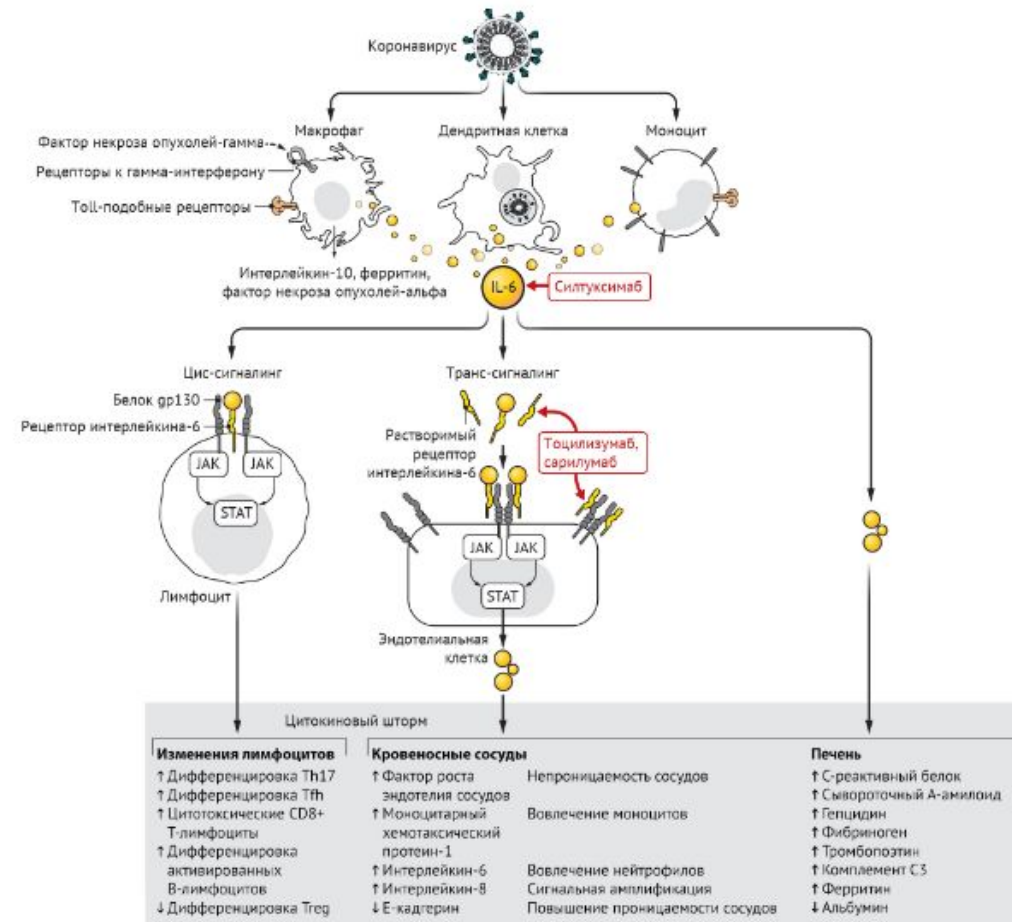 Коронавирус
Макрофаг
Дендритная клетка
Моноцит
Фактор некроза опухолей-гамма
Рецепторы к гамма-интерферону
Toll-подобные рецепторы
Интерлейкин-10, ферритин,
фактор некроза опухолей-альфа
IL-6
Силтуксимаб
Цис-сигналинг
Транс-сигналинг
Белок gp130
Рецептор интерлейкина-6
Растворимый
рецептор
интерлейкина-6
Тоцилизумаб,
сарилумаб
JAK
JAK
STAT
JAK
JAK
STAT
Лимфоцит
Эндотелиальная
клетка
Цитокиновый шторм
Изменения лимфоцитов
↑ Дифференцировка Th17
↑ Дифференцировка Tfh
↑ Цитотоксические CD8+
Т-лимфоциты
↑ Дифференцировка
активированных
В-лимфоцитов
↓ Дифференцировка Treg
Кровеносные сосуды
↑ Фактор роста
эндотелия сосудов
Непроницаемость сосудов
↑ Моноцитарный
хемотаксический
протеин-1
Вовлечение моноцитов
↑ Интерлейкин-6
Вовлечение нейтрофилов
↑ Интерлейкин-8
Сигнальная амплификация
↓ Е-кадгерин
Повышение проницаемости сосудов
Печень
↑ С-реактивный белок
↑ Сывороточный А-амилоид
↑ Гепцидин
↑ Фибриноген
↑ Тромбопоэтин
↑ Комплемент С3
↑ Ферритин
↓ Альбумин